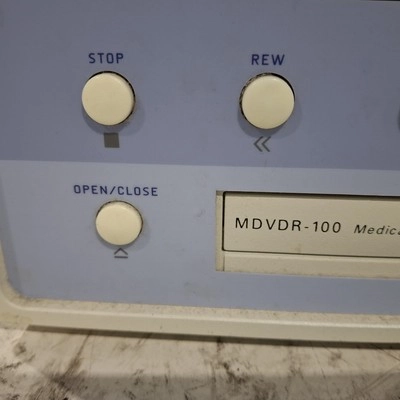 STOP
REW
OPEN/CLOSE
MDVDR-100